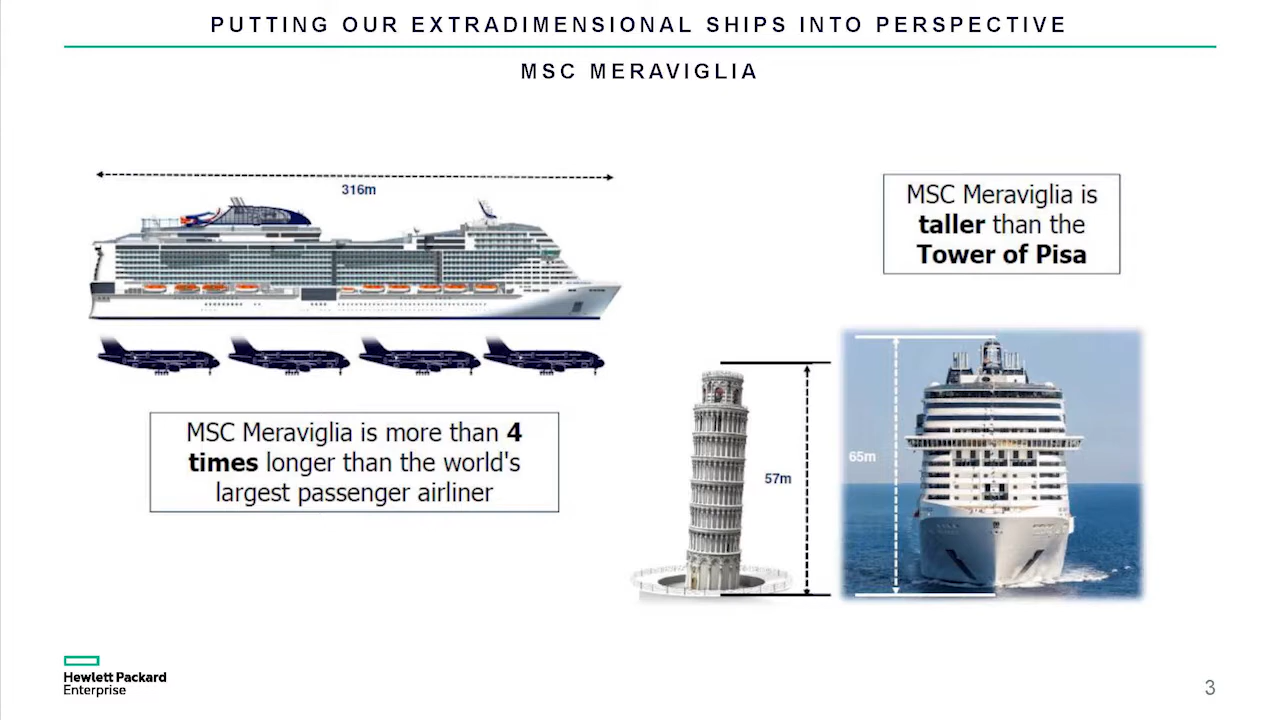 PUTTING OUR EXTRADIMENSIONAL SHIPS INTO PERSPECTIVE
MSC MERAVIGLIA
316m
MSC Meraviglia is more than 4
times longer than the world's
largest passenger airliner
MSC Meraviglia is
taller than the
Tower of Pisa
57m
65m
Hewlett Packard
Enterprise
3